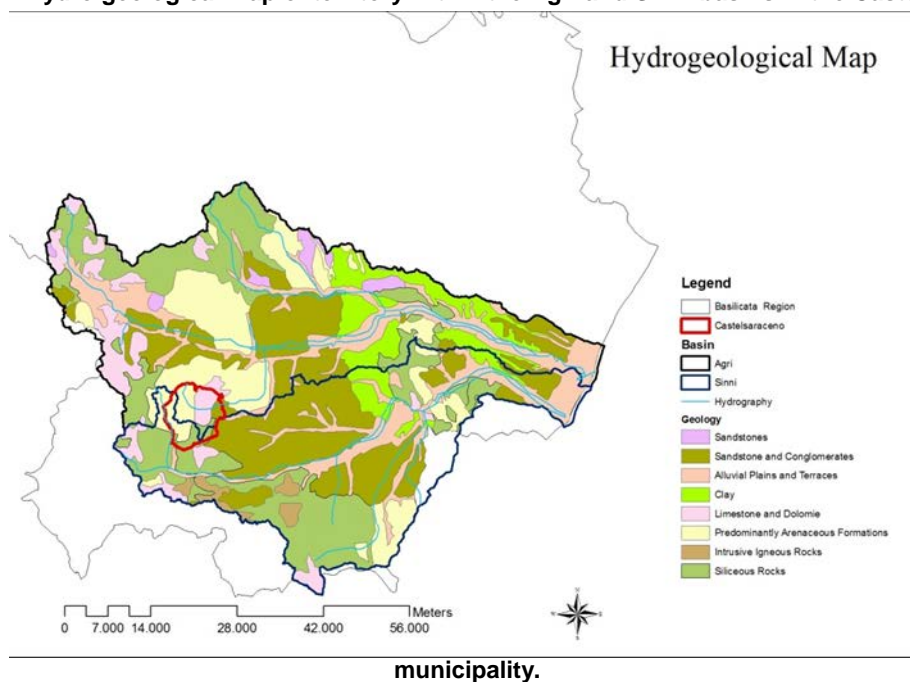 Hydrogeological Map
Legend
Basilicata Region
Castelsaraceno
Basin
Agri
Sinni
Hydrography
Geology
Sandstones
Sandstone and Conglomerates
Alluvial Plains and Terraces
Clay
Limestone and Dolomie
Predominantly Arenaceous Formations
Intrusive Igneous Rocks
Siliceous Rocks
Meters
0 7.000 14.000 28.000 42.000 56.000
municipality.